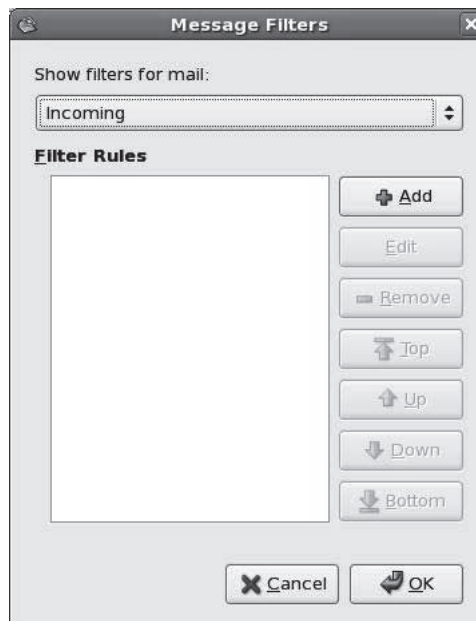 Message Filters
Show filters for mail:
Incoming
Filter Rules
Add
Edit
Remove
Top
Up
Down
Bottom
Cancel
OK